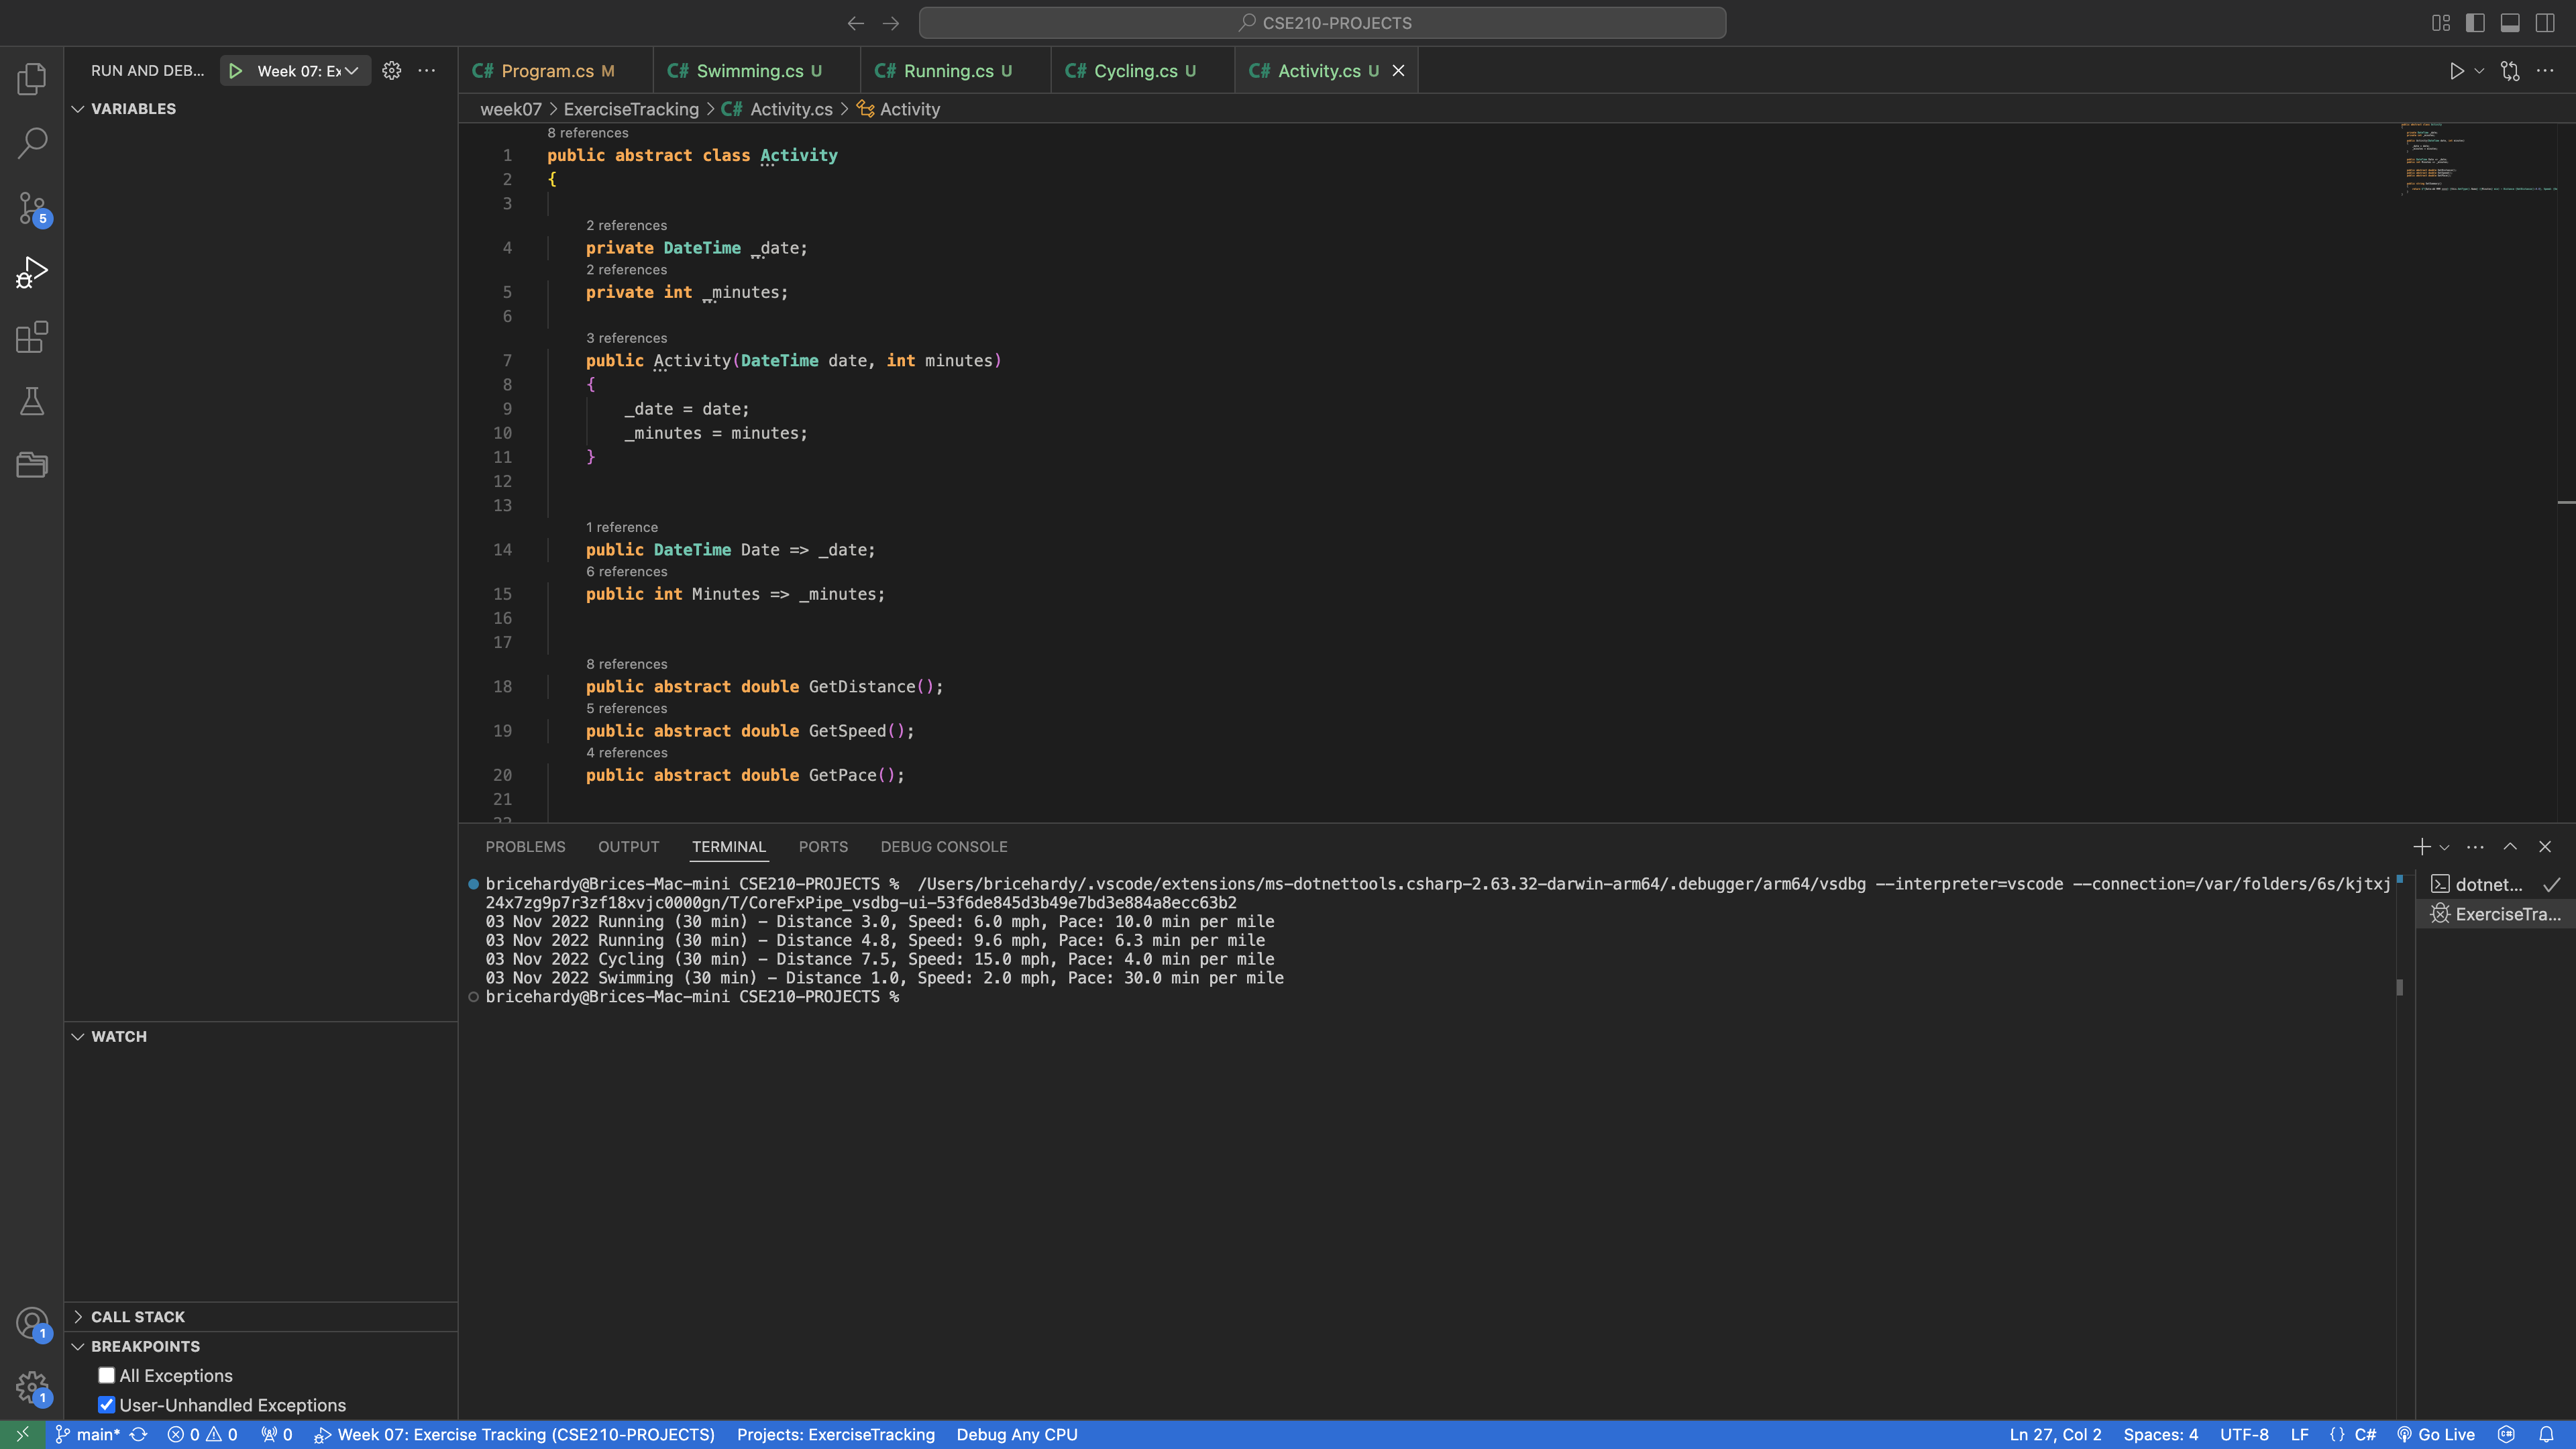 CSE210-PROJECTS
RUN AND DEB...
Week 07: Ex
VARIABLES
WATCH
CALL STACK
BREAKPOINTS
All Exceptions
User-Unhandled Exceptions
5
1
1
C# Program.cs M
C# Swimming.cs U
C# Running.cs U
C# Cycling.cs U
C# Activity.cs U
week07 > ExerciseTracking > C# Activity.cs > Activity
8 references
1 public abstract class Activity
2 {
3
2 references
4 private DateTime _date;
2 references
5 private int _minutes;
6
3 references
7 public Activity(DateTime date, int minutes)
8 {
9 _date = date;
10 _minutes = minutes;
11 }
12
13
1 reference
14 public DateTime Date => _date;
6 references
15 public int Minutes => _minutes;
16
17
8 references
18 public abstract double GetDistance();
5 references
19 public abstract double GetSpeed();
4 references
20 public abstract double GetPace();
21
22
PROBLEMS OUTPUT TERMINAL PORTS DEBUG CONSOLE
bricehardy@Brices-Mac-mini CSE210-PROJECTS % /Users/bricehardy/.vscode/extensions/ms-dotnettools.csharp-2.63.32-darwin-arm64/.debugger/arm64/vsdbg --interpreter=vscode --connection=/var/folders/6s/kjtxj
24x7zg9p7r3zf18xvjc0000gn/T/CoreFxPipe_vsdbg-ui-53f6de845d3b49e7bd3e884a8ecc63b2
03 Nov 2022 Running (30 min) - Distance 3.0, Speed: 6.0 mph, Pace: 10.0 min per mile
03 Nov 2022 Running (30 min) - Distance 4.8, Speed: 9.6 mph, Pace: 6.3 min per mile
03 Nov 2022 Cycling (30 min) - Distance 7.5, Speed: 15.0 mph, Pace: 4.0 min per mile
03 Nov 2022 Swimming (30 min) - Distance 1.0, Speed: 2.0 mph, Pace: 30.0 min per mile
bricehardy@Brices-Mac-mini CSE210-PROJECTS %
dotnet...
ExerciseTra...
main* 0 0 0 Week 07: Exercise Tracking (CSE210-PROJECTS) Projects: ExerciseTracking Debug Any CPU Ln 27, Col 2 Spaces: 4 UTF-8 LF {} C# Go Live